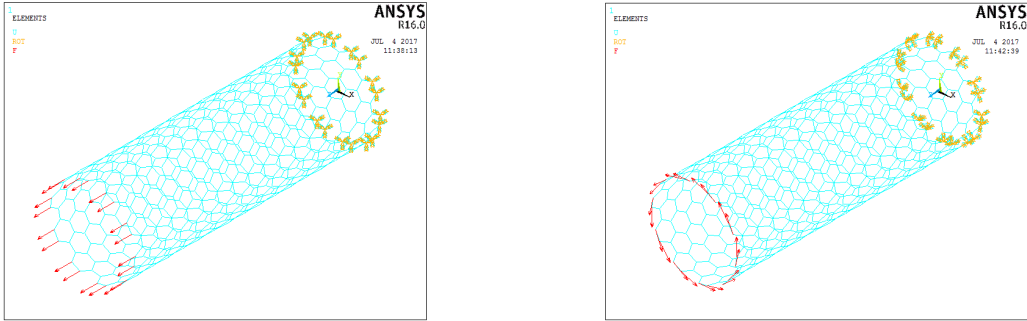 1
ELEMENTS
U
ROT
F
ANSYS
R16.0
JUL 4 2017
11:38:13
Y
Z
X
1
ELEMENTS
U
ROT
F
ANSYS
R16.0
JUL 4 2017
11:42:39
Y
Z
X